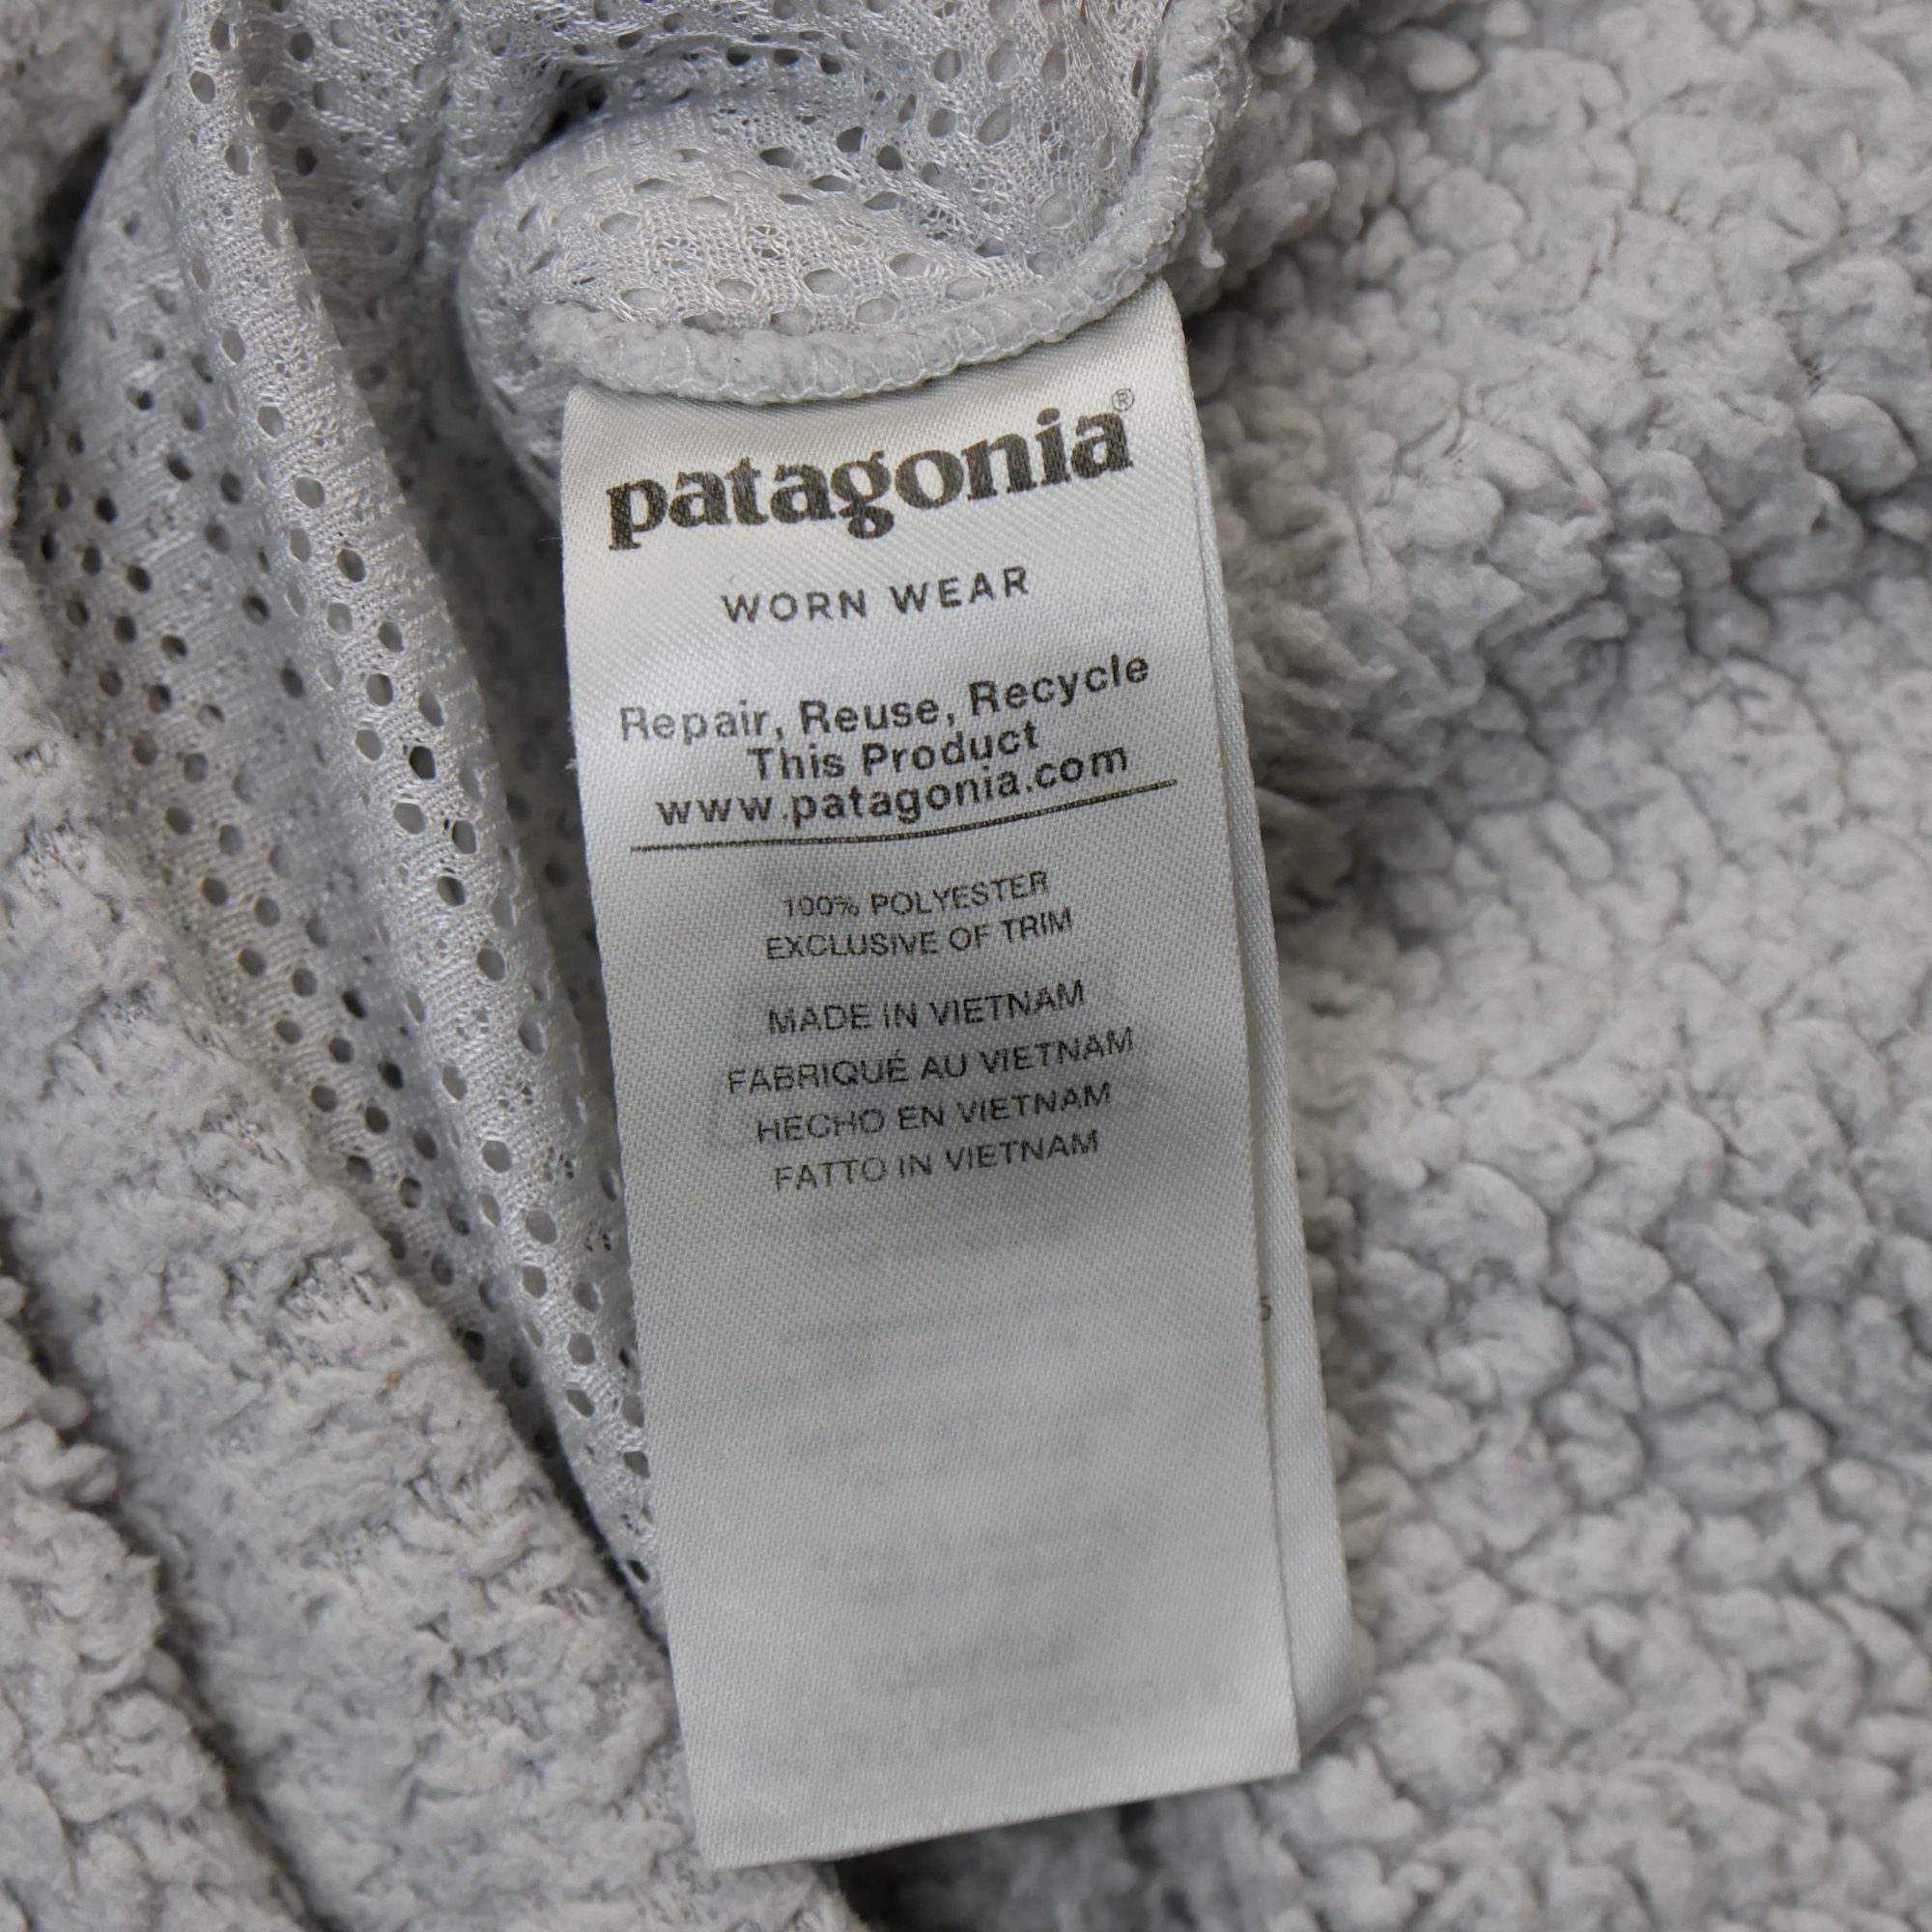 patagonia®
WORN WEAR
Repair, Reuse, Recycle
This Product
www.patagonia.com
100% POLYESTER
EXCLUSIVE OF TRIM
MADE IN VIETNAM
FABRIQUÉ AU VIETNAM
HECHO EN VIETNAM
FATTO IN VIETNAM
5